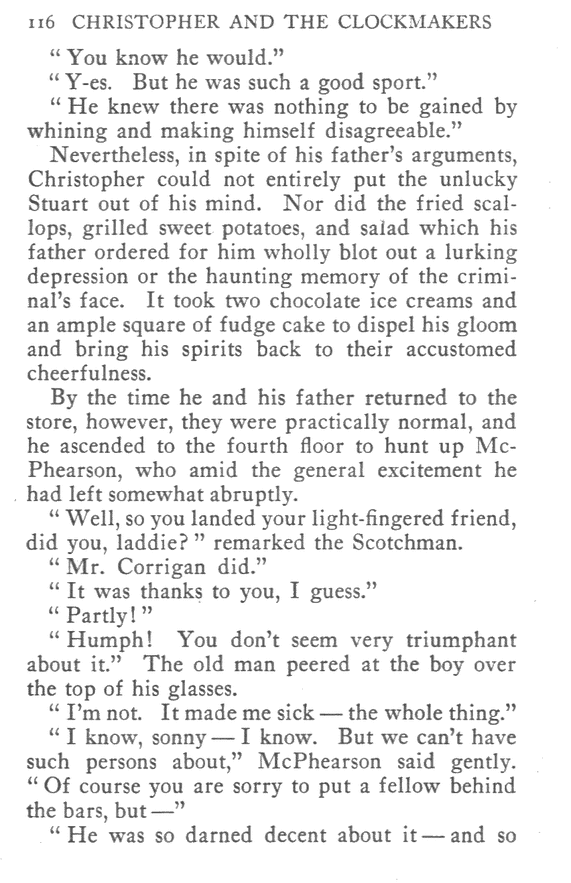 116 CHRISTOPHER AND THE CLOCKMAKERS
“ You know he would.”
“ Y-es. But he was such a good sport.”
“ He knew there was nothing to be gained by
whining and making himself disagreeable.”
Nevertheless, in spite of his father’s arguments,
Christopher could not entirely put the unlucky
Stuart out of his mind. Nor did the fried scal-
lops, grilled sweet potatoes, and salad which his
father ordered for him wholly blot out a lurking
depression or the haunting memory of the crimi-
nal’s face. It took two chocolate ice creams and
an ample square of fudge cake to dispel his gloom
and bring his spirits back to their accustomed
cheerfulness.
By the time he and his father returned to the
store, however, they were practically normal, and
he ascended to the fourth floor to hunt up Mc-
Phearson, who amid the general excitement he
had left somewhat abruptly.
“ Well, so you landed your light-fingered friend,
did you, laddie? ” remarked the Scotchman.
“ Mr. Corrigan did.”
“ It was thanks to you, I guess.”
“ Partly! ”
“ Humph! You don’t seem very triumphant
about it.” The old man peered at the boy over
the top of his glasses.
“ I’m not. It made me sick — the whole thing.”
“ I know, sonny — I know. But we can’t have
such persons about,” McPhearson said gently.
“ Of course you are sorry to put a fellow behind
the bars, but —”
“ He was so darned decent about it — and so